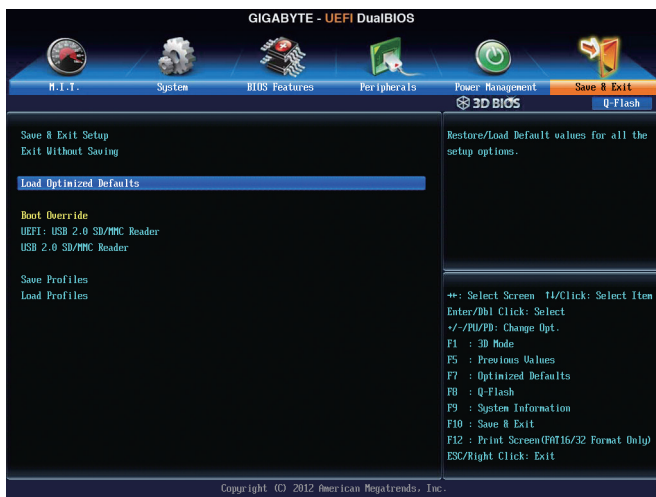 GIGABYTE - UEFI DualBIOS
M.I.T.
System
BIOS Features
Peripherals
Power Management
Save & Exit
3D BIOS
Q-Flash
Save & Exit Setup
Exit Without Saving
Load Optimized Defaults
Boot Override
UEFI: USB 2.0 SD/MMC Reader
USB 2.0 SD/MMC Reader
Save Profiles
Load Profiles
Restore/Load Default values for all the
setup options.
→←: Select Screen ↑↓/Click: Select Item
Enter/Dbl Click: Select
+/-/PU/PD: Change Opt.
F1 : 3D Mode
F5 : Previous Values
F7 : Optimized Defaults
F8 : Q-Flash
F9 : System Information
F10 : Save & Exit
F12 : Print Screen(FAT16/32 Format Only)
ESC/Right Click: Exit
Copyright (C) 2012 American Megatrends, Inc.